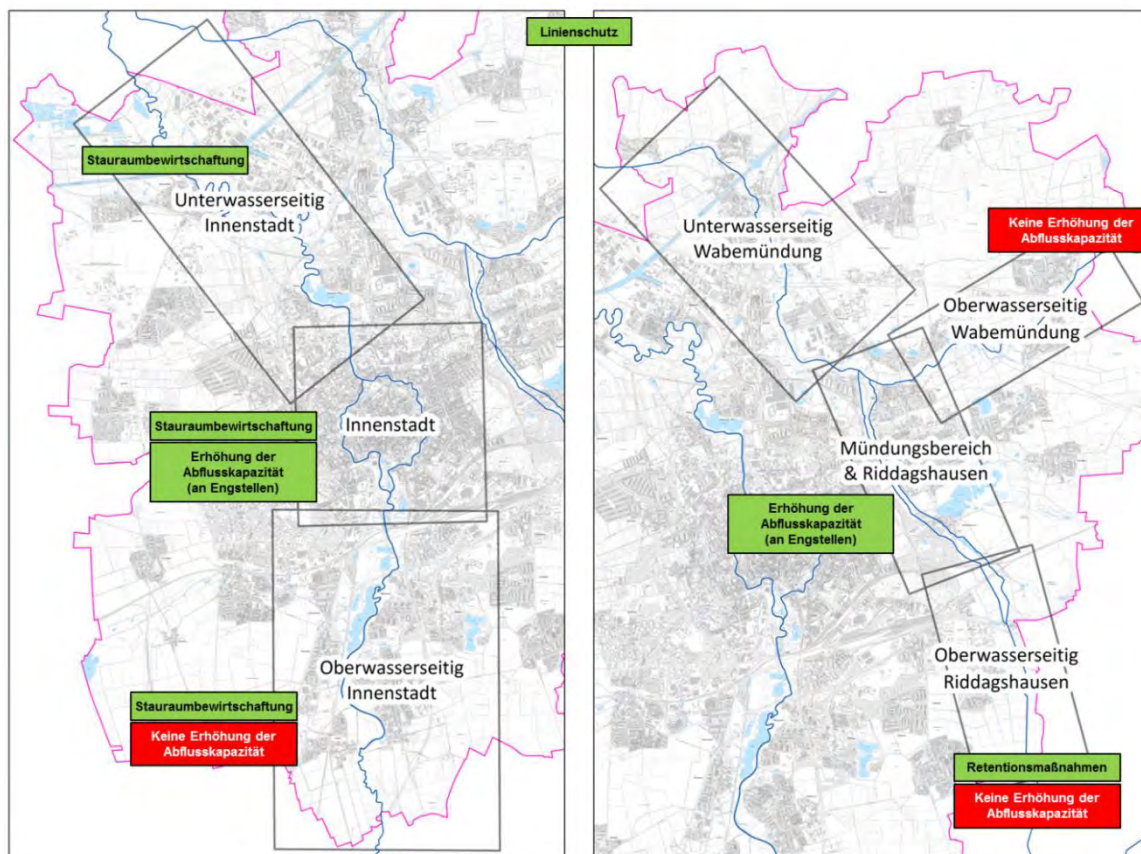 Linienschutz
Stauraumbewirtschaftung
Unterwasserseitig
Innenstadt
Stauraumbewirtschaftung
Erhöhung der
Abflusskapazität
(an Engstellen)
Innenstadt
Oberwasserseitig
Innenstadt
Stauraumbewirtschaftung
Keine Erhöhung der
Abflusskapazität
Unterwasserseitig
Wabemündung
Keine Erhöhung der
Abflusskapazität
Oberwasserseitig
Wabemündung
Mündungsbereich
& Riddagshausen
Erhöhung der
Abflusskapazität
(an Engstellen)
Oberwasserseitig
Riddagshausen
Retentionsmaßnahmen
Keine Erhöhung der
Abflusskapazität